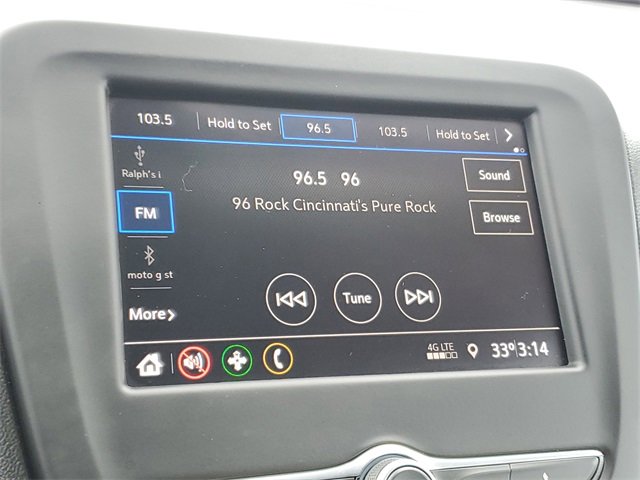 103.5 Hold to Set 96.5 103.5 Hold to Set
Ralph's i
96.5 96
Sound
FM
96 Rock Cincinnati's Pure Rock
Browse
moto g st
More
Tune
4G LTE
33° 3:14